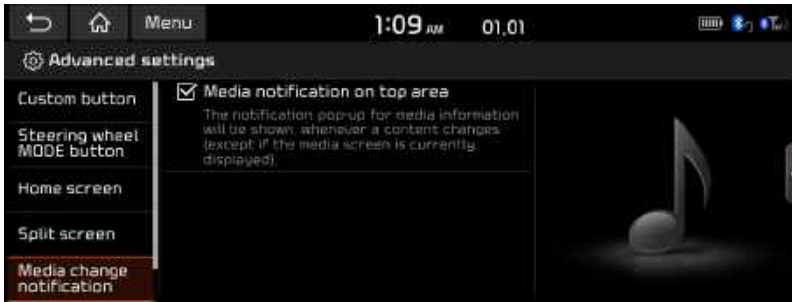 Menu
1:09 AM 01,01
Advanced settings
Custom button
Steering wheel
MODE button
Home screen
Split screen
Media change
notification
Media notification on top area
The notification pop-up for media information
will be shown, whenever a content changes
(except if the media screen is currently
displayed).